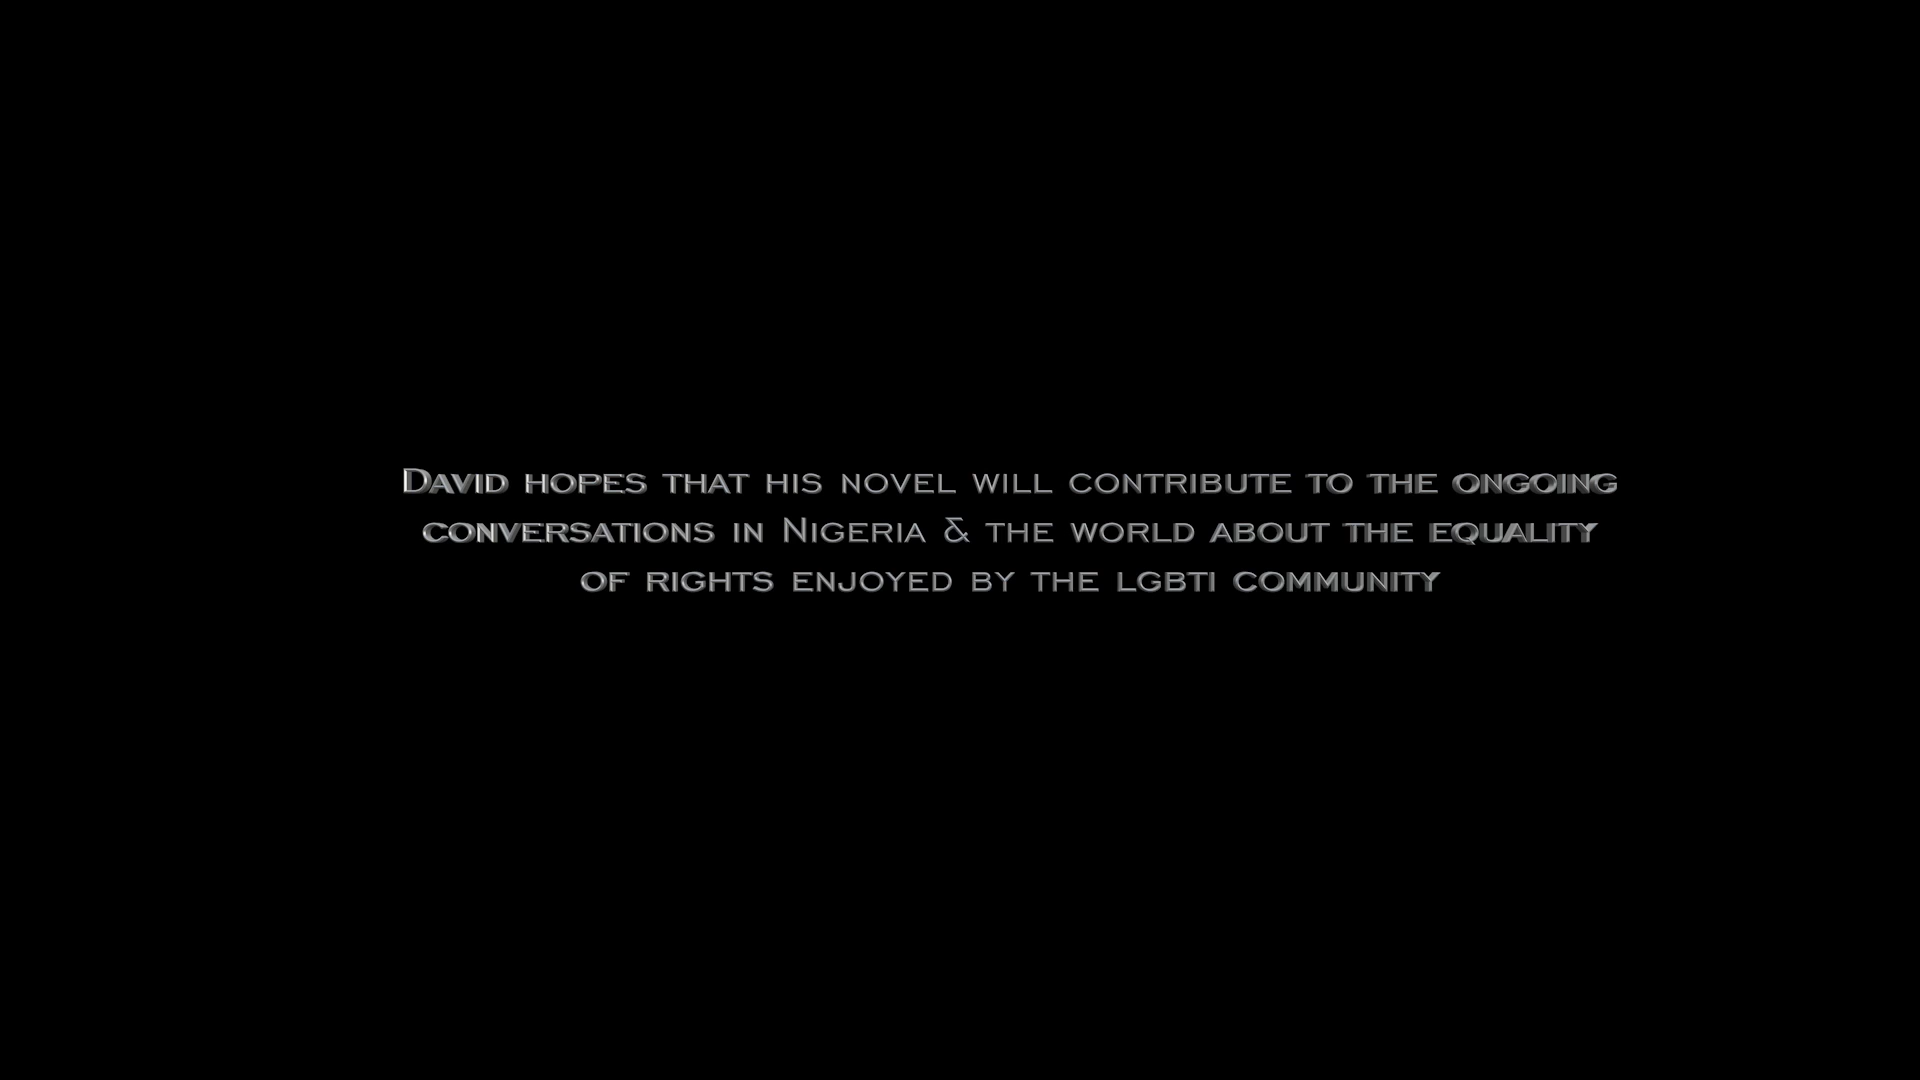 David hopes that his novel will contribute to the ongoing
conversations in Nigeria & the world about the equality
of rights enjoyed by the LGBTI community